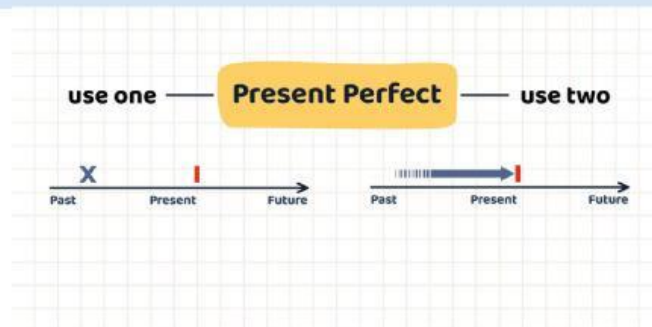 use one
Present Perfect
use two
X
Past Present Future
Past Present Future